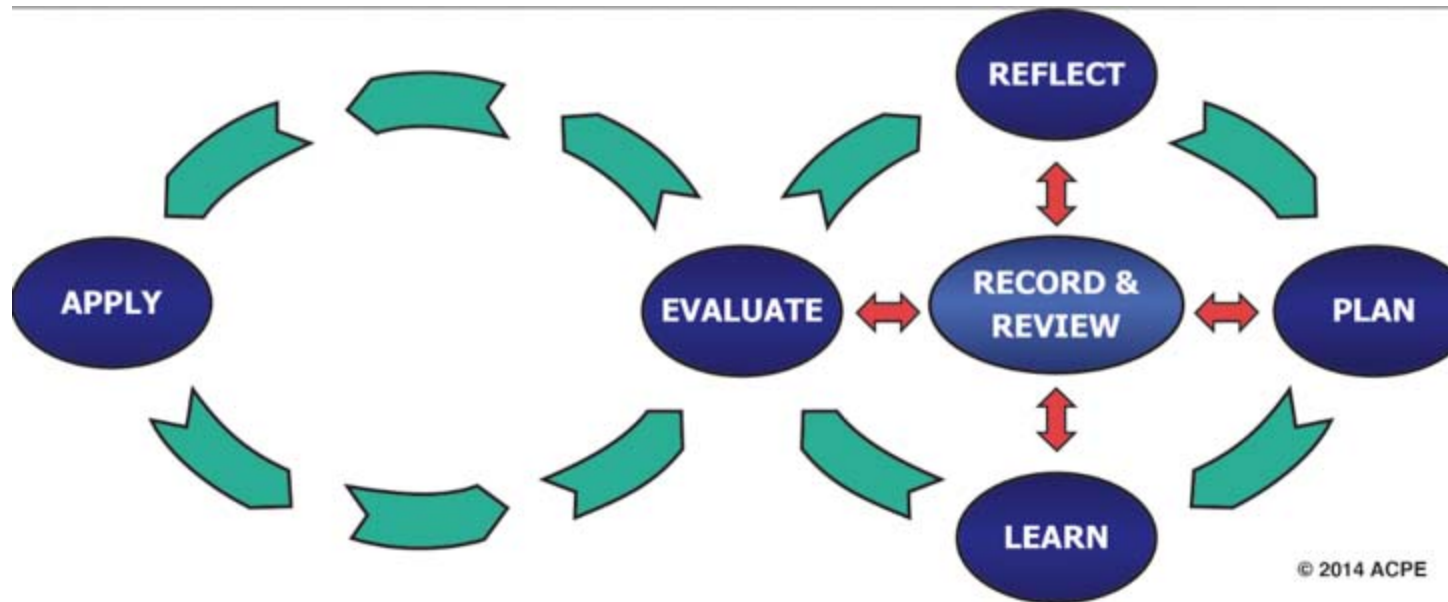 REFLECT
APPLY
EVALUATE
RECORD &
REVIEW
PLAN
LEARN
© 2014 ACPE